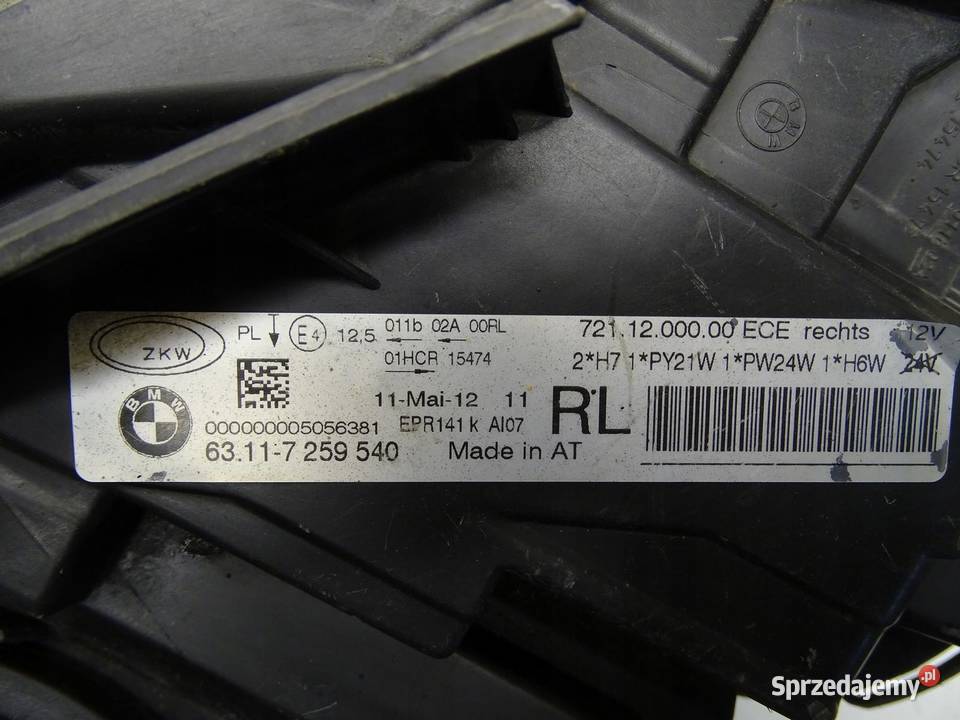 BMW
ZKW
PL E4 12,5 011b 02A 00RL
01HCR 15474
721.12.000.00 ECE rechts 12V
2*H7 1*PY21W 1*PW24W 1*H6W 24V
BMW
11-Mai-12 11
000000005056381 EPR141 k AI07
RL
63.11-7 259 540 Made in AT
Sprzedajemy.pl